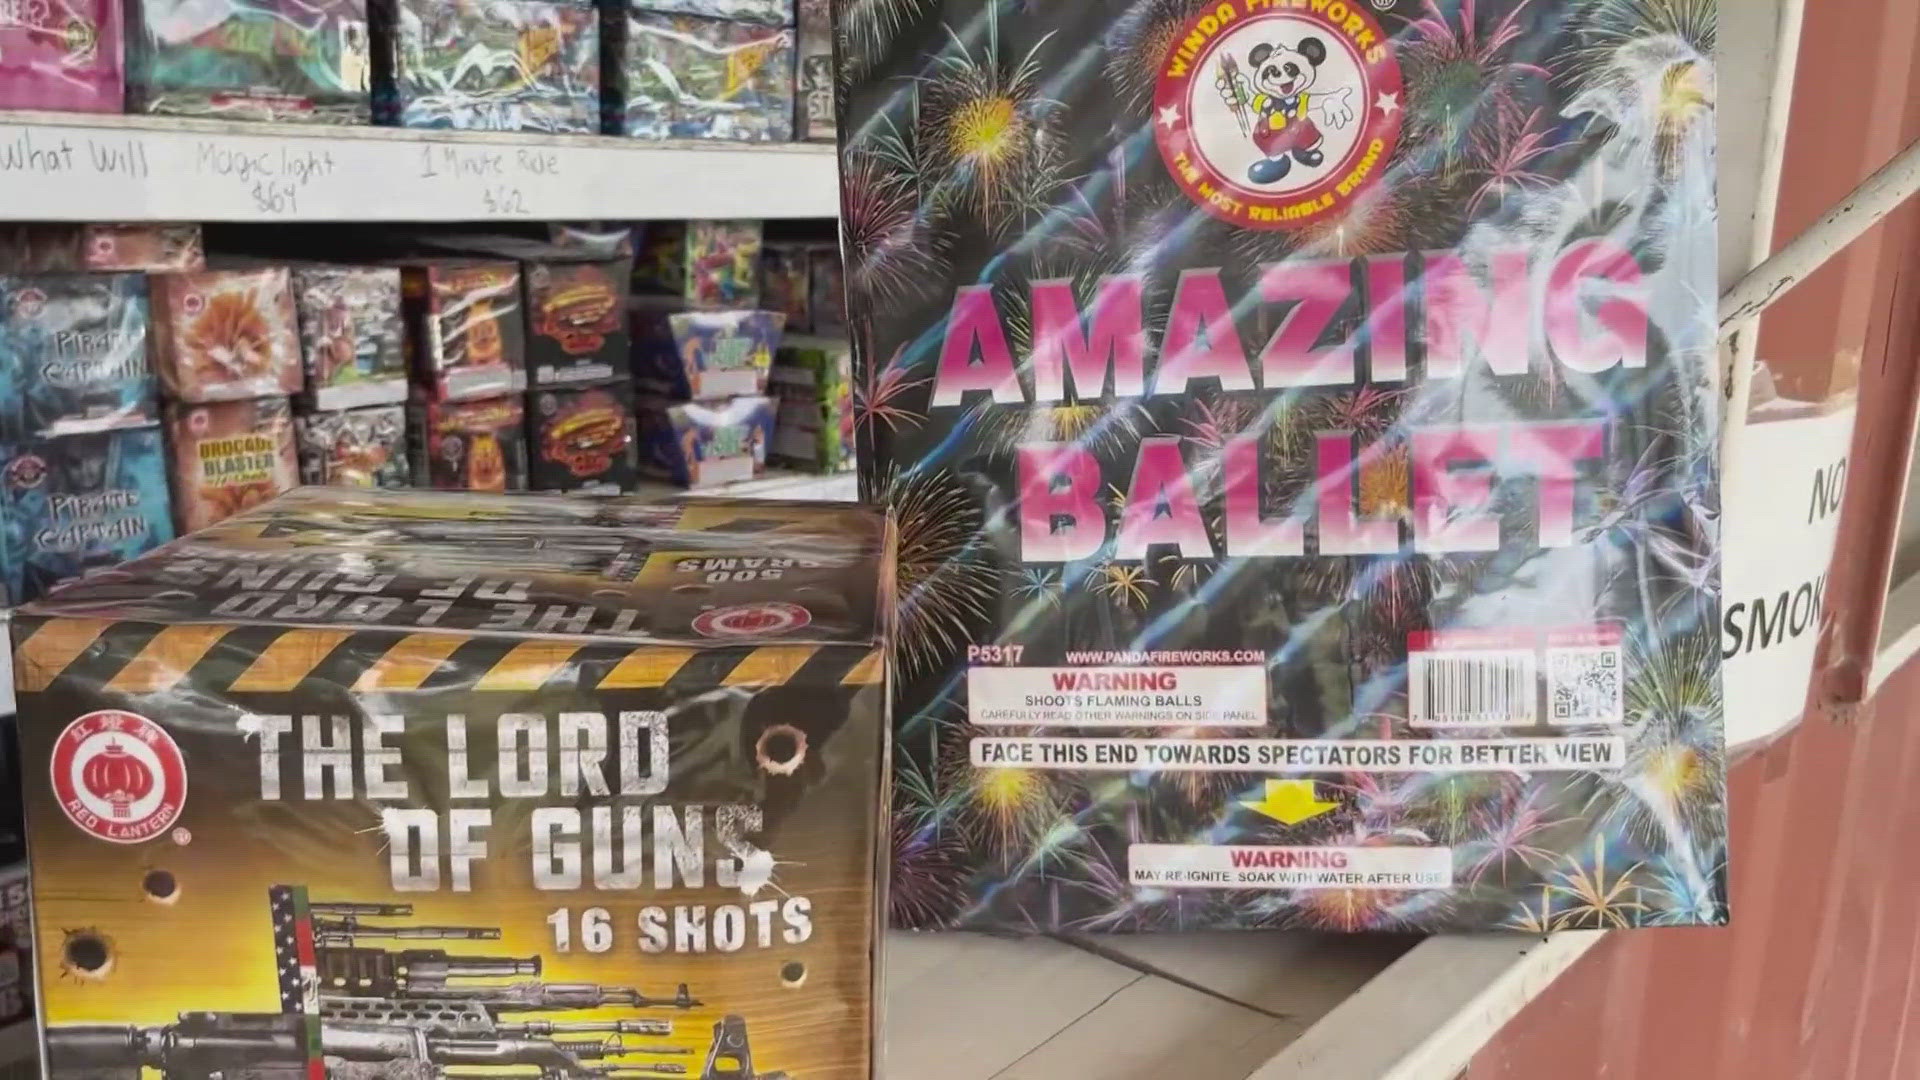 What Will
Magic light
$64
1 Minute Ride
$62
PIRATE
CAPTAIN
PIRATE
CAPTAIN
BROCADE
BLASTER
500
GRAMS
THE LORD
OF GUNS
RED LANTERN
THE LORD
OF GUNS
16 SHOTS
WINDA FIREWORKS
THE MOST RELIABLE BRAND
AMAZING
BALLET
P5317
WWW.PANDAFIREWORKS.COM
WARNING
SHOOTS FLAMING BALLS
CAREFULLY READ OTHER WARNINGS ON SIDE PANEL
FACE THIS END TOWARDS SPECTATORS FOR BETTER VIEW
WARNING
MAY RE-IGNITE. SOAK WITH WATER AFTER USE.
NO
SMOK